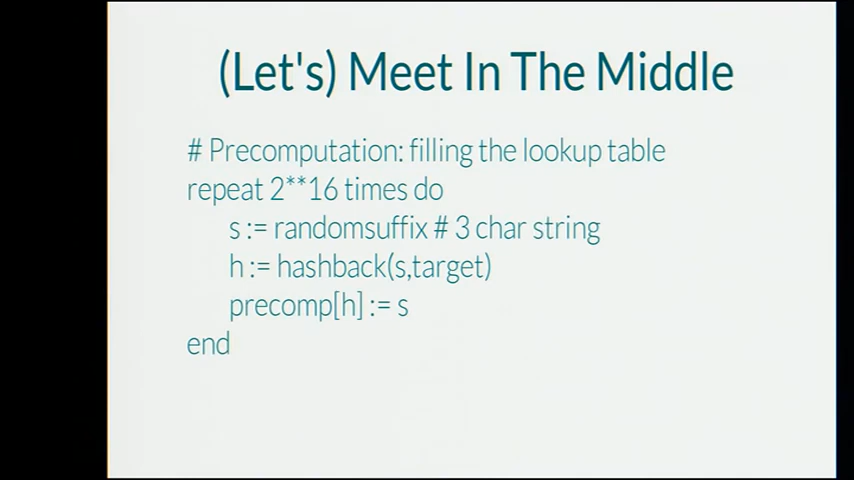 (Let's) Meet In The Middle
# Precomputation: filling the lookup table
repeat 2**16 times do
s := randomsuffix # 3 char string
h := hashback(s,target)
precomp[h] := s
end